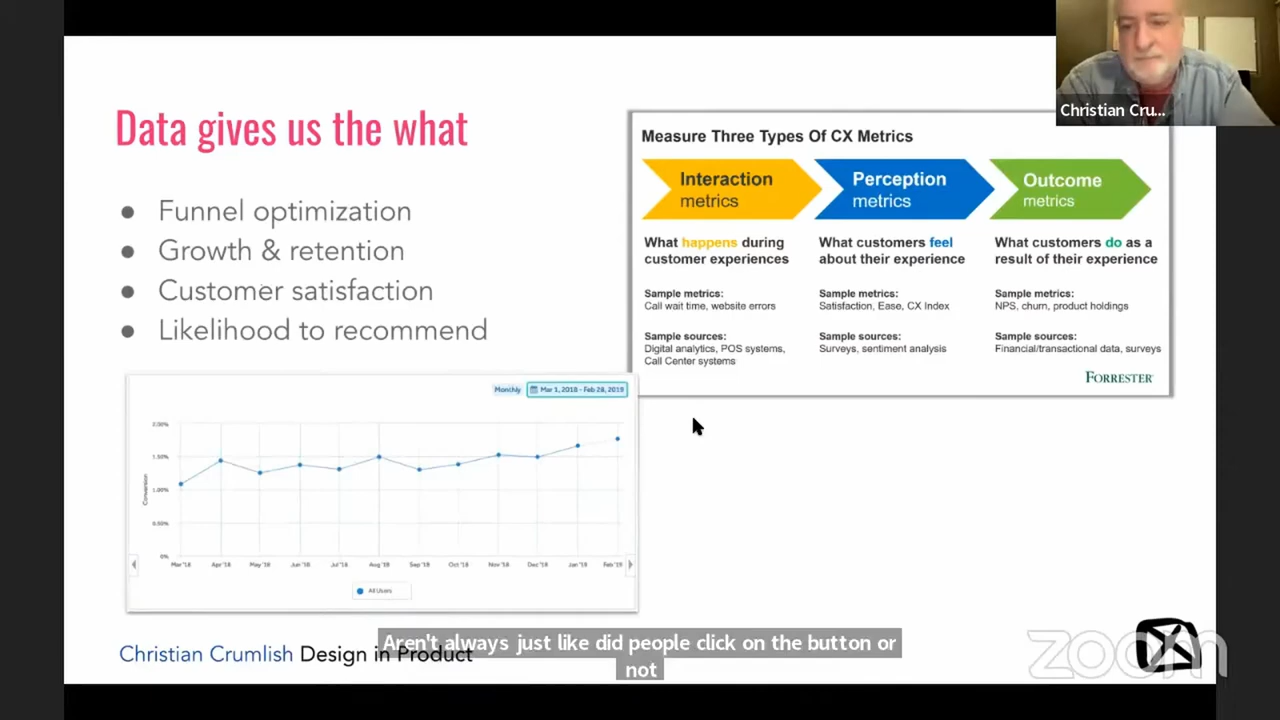 Christian Cru...
Data gives us the what
● Funnel optimization
● Growth & retention
● Customer satisfaction
● Likelihood to recommend
Measure Three Types Of CX Metrics
Interaction
metrics
What happens during
customer experiences
Sample metrics:
Call wait time, website errors
Sample sources:
Digital analytics, POS systems,
Call Center systems
Perception
metrics
What customers feel
about their experience
Sample metrics:
Satisfaction, Ease, CX Index
Sample sources:
Surveys, sentiment analysis
Outcome
metrics
What customers do as a
result of their experience
Sample metrics:
NPS, churn, product holdings
Sample sources:
Financial/transactional data, surveys
FORRESTER
Monthly
Mar 1, 2018 - Feb 28, 2019
2.00%
1.50%
1.00%
0.50%
0%
Conversion
Mar '18 Apr '18 May '18 Jun '18 Jul '18 Aug '18 Sep '18 Oct '18 Nov '18 Dec '18 Jan '19 Feb '19
All Users
Aren't always just like did people click on the button or
not
Christian Crumlish Design in Product
zoom